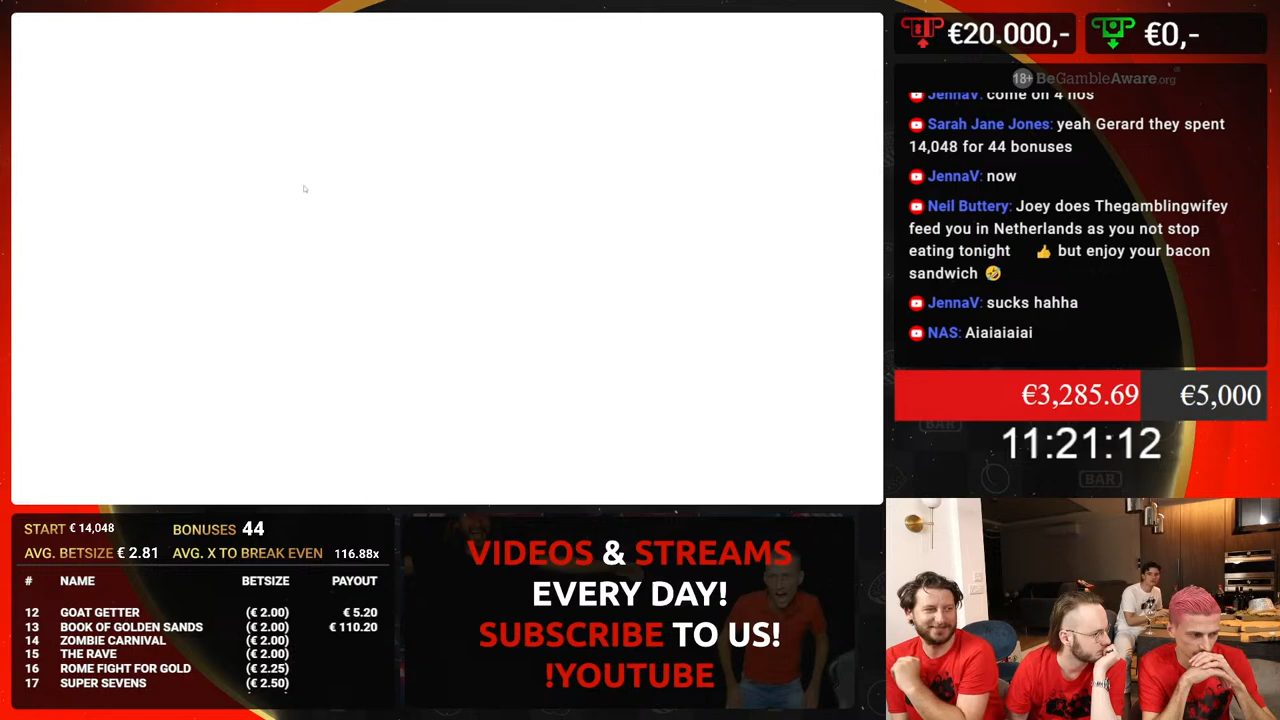 €20.000,-
€0,-
18+ BeGambleAware.org
JennaV: come on 4 hos
Sarah Jane Jones: yeah Gerard they spent
14,048 for 44 bonuses
JennaV: now
Neil Buttery: Joey does Thegamblingwifey
feed you in Netherlands as you not stop
eating tonight 👍 but enjoy your bacon
sandwich 🤣
JennaV: sucks hahha
NAS: Aiaiaiaiai
€3,285.69 €5,000
BAR
11:21:12
BAR
START € 14,048 BONUSES 44
AVG. BETSIZE € 2.81 AVG. X TO BREAK EVEN 116.88x
# NAME BETSIZE PAYOUT
12 GOAT GETTER (€ 2.00) € 5.20
13 BOOK OF GOLDEN SANDS (€ 2.00) € 110.20
14 ZOMBIE CARNIVAL (€ 2.00)
15 THE RAVE (€ 2.00)
16 ROME FIGHT FOR GOLD (€ 2.25)
17 SUPER SEVENS (€ 2.50)
VIDEOS & STREAMS
EVERY DAY!
SUBSCRIBE TO US!
!YOUTUBE